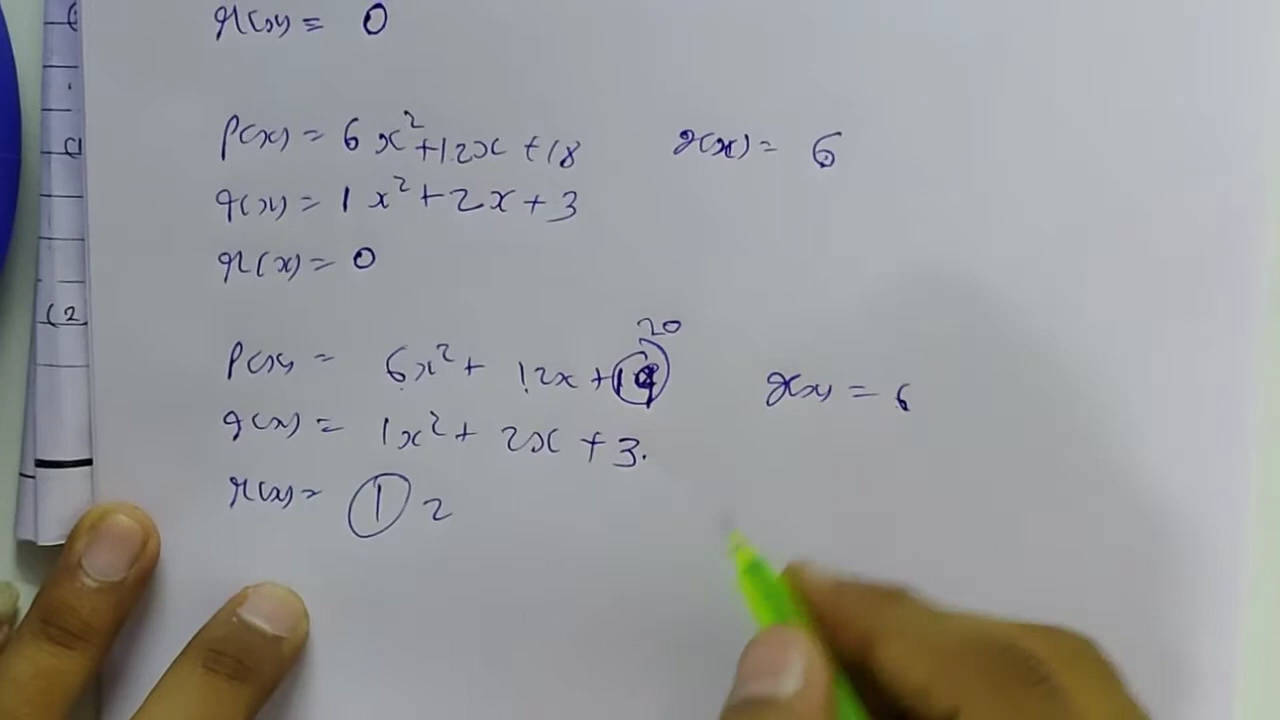 r(x) = 0
p(x) = 6x²+12x +18 g(x) = 6
q(x) = 1x²+2x+3
r(x) = 0
20
p(x) = 6x²+ 12x+19 g(x) = 6
q(x) = 1x²+ 2x +3.
r(x) = 1 2
(2